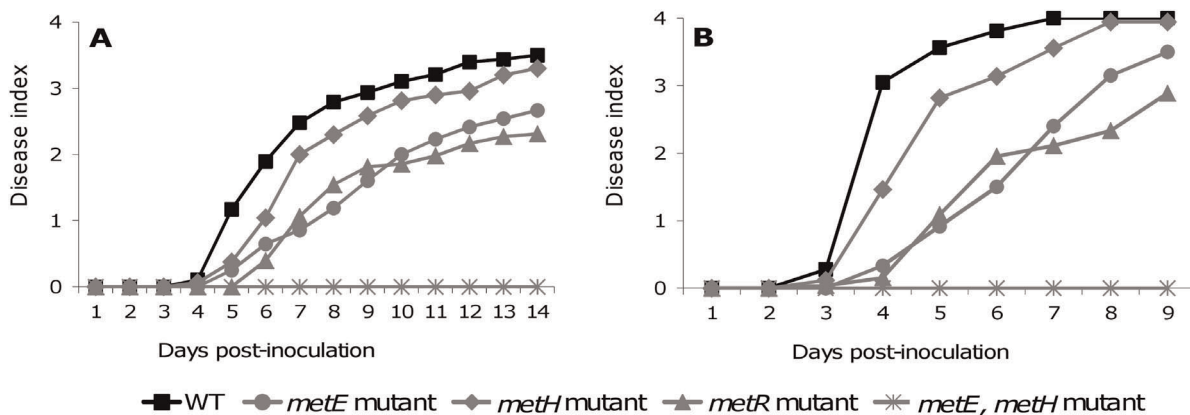 A
Disease index
4
3
2
1
0
1 2 3 4 5 6 7 8 9 10 11 12 13 14
Days post-inoculation
B
Disease index
4
3
2
1
0
1 2 3 4 5 6 7 8 9
Days post-inoculation
WT metE mutant metH mutant metR mutant metE, metH mutant